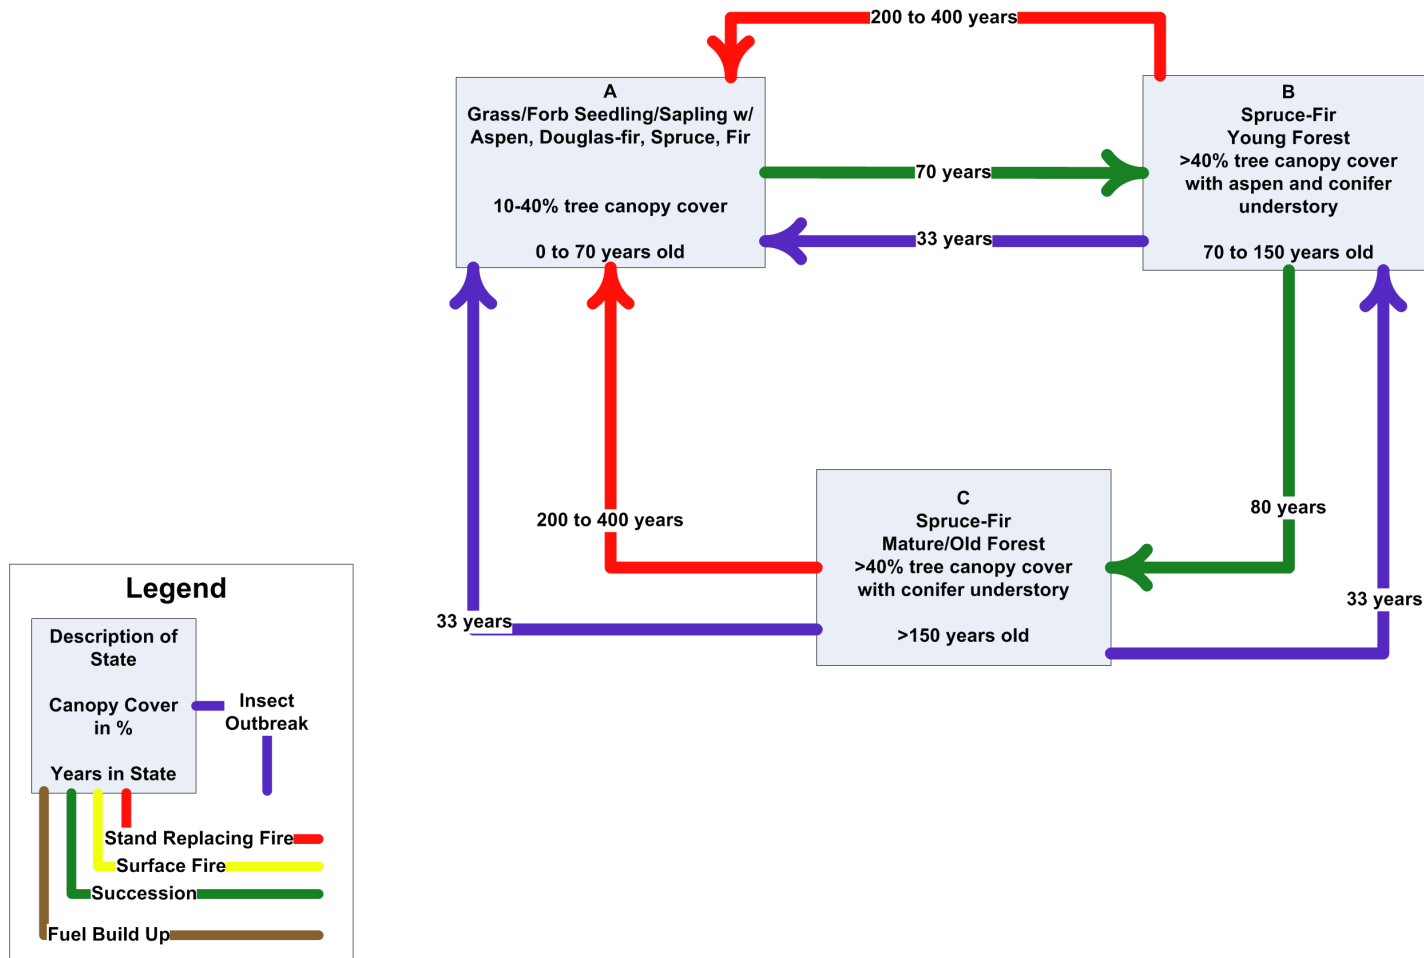 200 to 400 years
A
Grass/Forb Seedling/Sapling w/
Aspen, Douglas-fir, Spruce, Fir
10-40% tree canopy cover
0 to 70 years old
70 years
33 years
B
Spruce-Fir
Young Forest
>40% tree canopy cover
with aspen and conifer
understory
70 to 150 years old
200 to 400 years
33 years
C
Spruce-Fir
Mature/Old Forest
>40% tree canopy cover
with conifer understory
>150 years old
80 years
33 years
Legend
Description of
State
Canopy Cover
in %
Years in State
Insect
Outbreak
Stand Replacing Fire
Surface Fire
Succession
Fuel Build Up